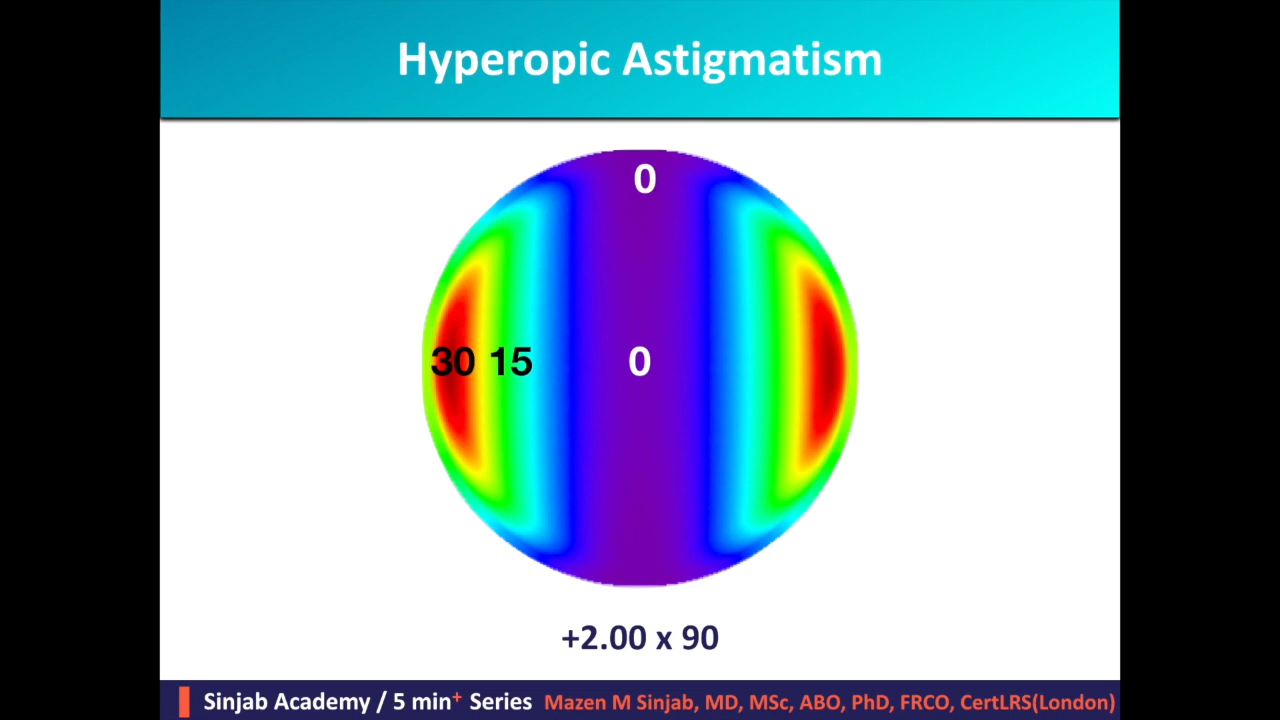 Hyperopic Astigmatism
0
30 15 0
+2.00 x 90
Sinjab Academy / 5 min+ Series Mazen M Sinjab, MD, MSc, ABO, PhD, FRCO, CertLRS(London)